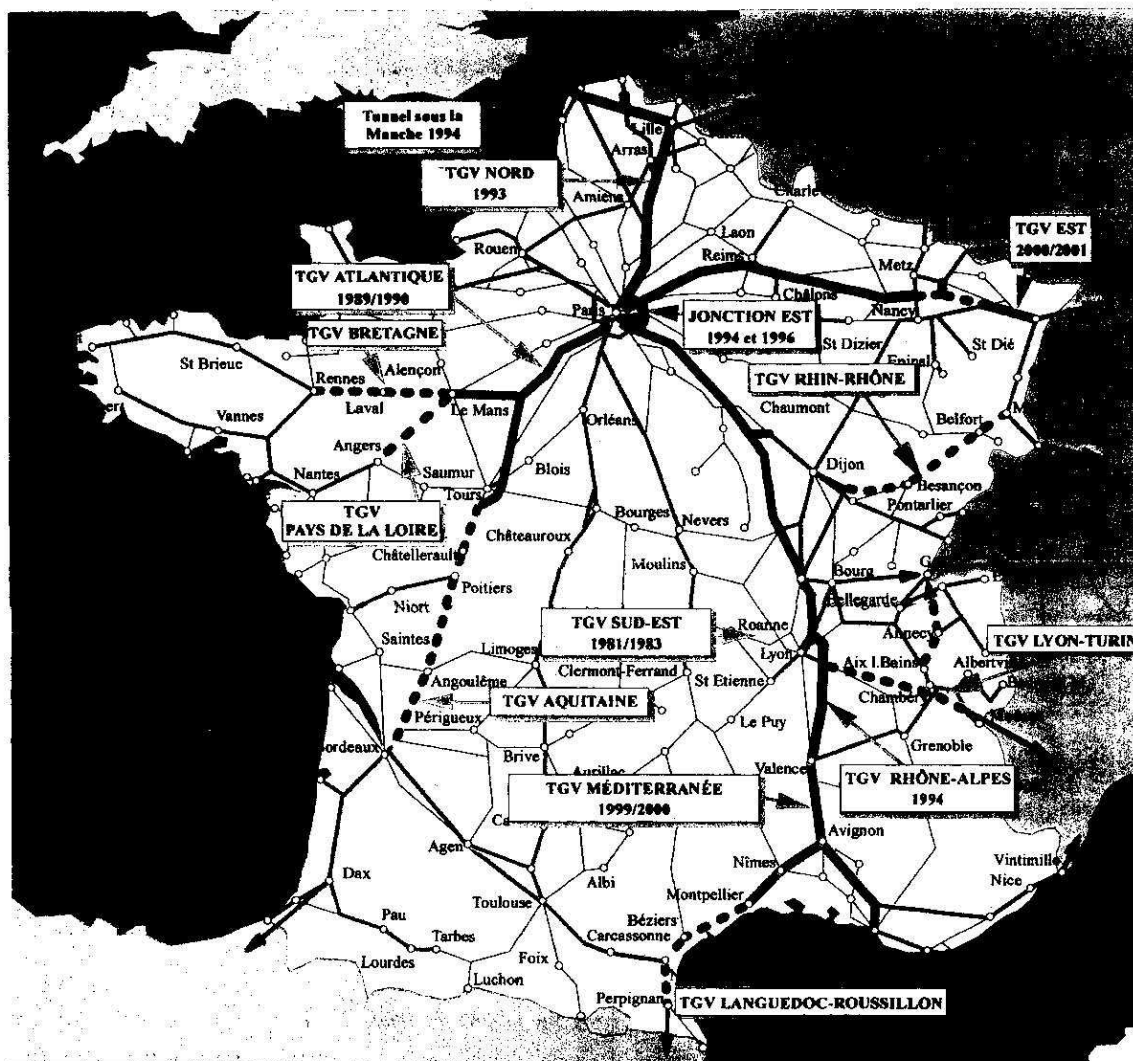 Tunnel sous la
Manche 1994
Lille
Arras
TGV NORD
1993
Amiens
Laon
TGV EST
2000/2001
Rouen
Reims
Metz
TGV ATLANTIQUE
1989/1990
Châlons
Paris
JONCTION EST
1994 et 1996
Nancy
TGV BRETAGNE
St Dizier
St Dié
St Brieuc
Alençon
Epinal
Rennes
TGV RHIN-RHÔNE
Laval
Le Mans
Chaumont
Vannes
Orléans
Belfort
Angers
Nantes
Saumur
Blois
Dijon
Tours
Besançon
TGV
PAYS DE LA LOIRE
Bourges
Nevers
Pontarlier
Châteauroux
Châtellerault
Moulins
Poitiers
Bourg
Niort
Bellegarde
TGV SUD-EST
1981/1983
Roanne
Annecy
Saintes
Limoges
Lyon
TGV LYON-TURIN
Clermont-Ferrand
Aix l.Bains
Angoulême
St Etienne
TGV AQUITAINE
Périgueux
Le Puy
Grenoble
Brive
Valence
Aurillac
TGV MÉDITERRANÉE
1999/2000
TGV RHÔNE-ALPES
1994
Agen
Avignon
Nîmes
Vintimille
Dax
Albi
Nice
Toulouse
Montpellier
Pau
Béziers
Carcassonne
Tarbes
Lourdes
Foix
Luchon
Perpignan
TGV LANGUEDOC-ROUSSILLON